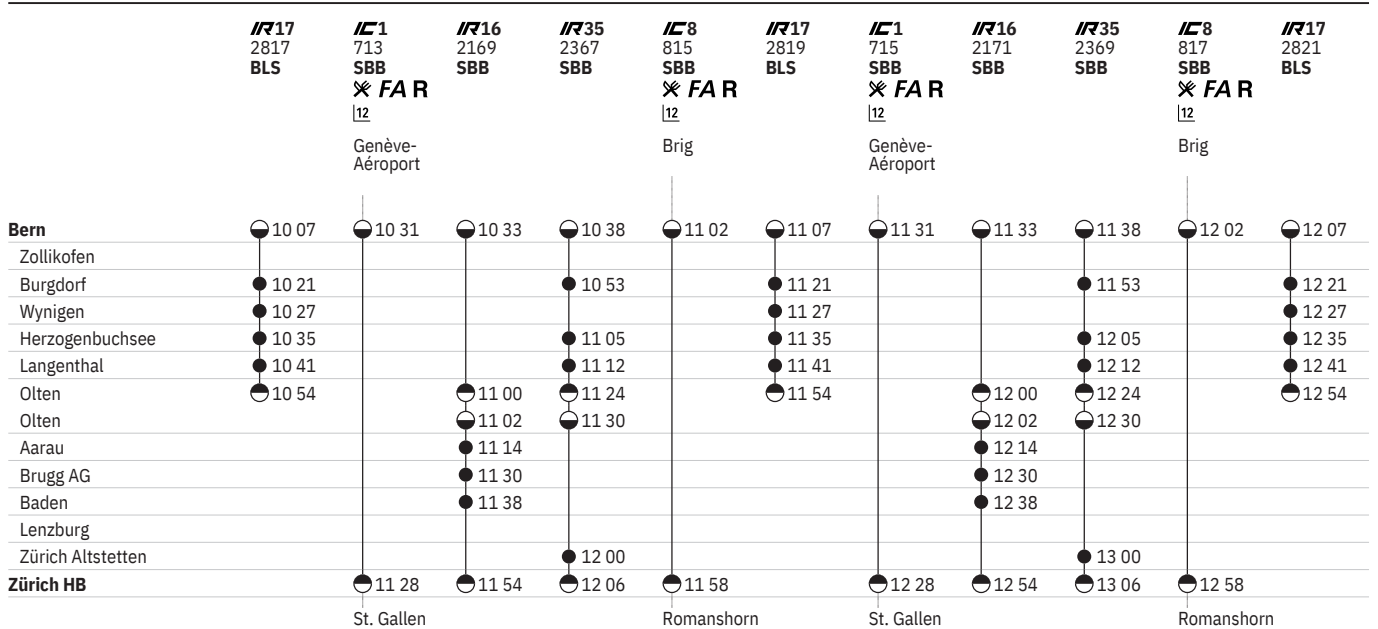 IR17 IC1 IR16 IR35 IC8 IR17 IC1 IR16 IR35 IC8 IR17
2817 713 2169 2367 815 2819 715 2171 2369 817 2821
BLS SBB SBB SBB SBB BLS SBB SBB SBB SBB BLS
FA R FA R FA R FA R
12 12 12 12
Genève- Brig Genève- Brig
Aéroport Aéroport
Bern 10 07 10 31 10 33 10 38 11 02 11 07 11 31 11 33 11 38 12 02 12 07
Zollikofen
Burgdorf 10 21 10 53 11 21 11 53 12 21
Wynigen 10 27 11 27 12 27
Herzogenbuchsee 10 35 11 05 11 35 12 05 12 35
Langenthal 10 41 11 12 11 41 12 12 12 41
Olten 10 54 11 00 11 24 11 54 12 00 12 24 12 54
Olten 11 02 11 30 12 02 12 30
Aarau 11 14 12 14
Brugg AG 11 30 12 30
Baden 11 38 12 38
Lenzburg
Zürich Altstetten 12 00 13 00
Zürich HB 11 28 11 54 12 06 11 58 12 28 12 54 13 06 12 58
St. Gallen Romanshorn St. Gallen Romanshorn